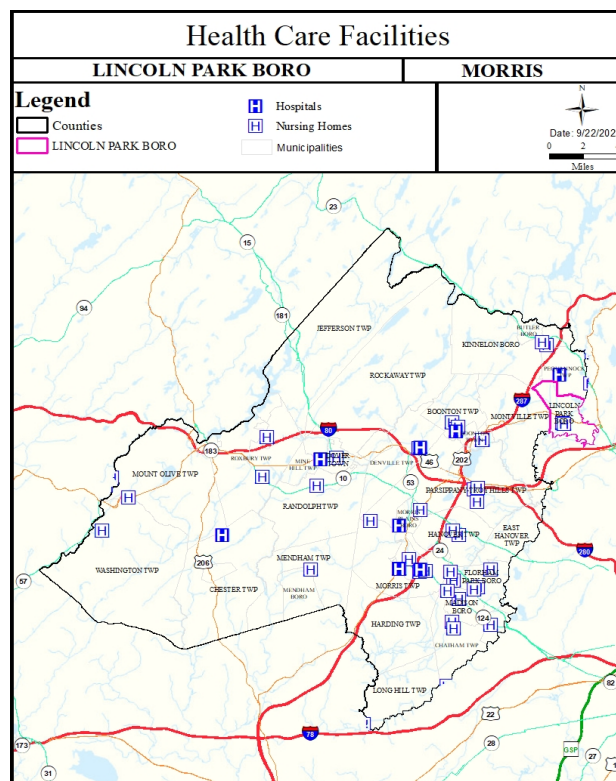 Health Care Facilities
LINCOLN PARK BORO
MORRIS
Legend
Counties
LINCOLN PARK BORO
Hospitals
Nursing Homes
Municipalities
N
Date: 9/22/202
0 2
Miles
23
15
94
181
JEFFERSON TWP
BUTLER
BORO
KINNELON BORO
ROCKAWAY TWP
287
BOONTON TWP
MONTVILLE TWP
LINCOLN
PARK
BORO
80
183
ROXBURY TWP
MINE
HILL TWP
TOWN
DENVILLE TWP
46
202
MOUNT OLIVE TWP
10
53
RANDOLPH TWP
HANOVER TWP
EAST
HANOVER
TWP
24
280
206
57
WASHINGTON TWP
MENDHAM TWP
CHESTER TWP
MENDHAM
BORO
MORRIS TWP
PARK BORO
BORO
124
HARDING TWP
CHATHAM TWP
LONG HILL TWP
82
22
78
28
173
GSP
27
31